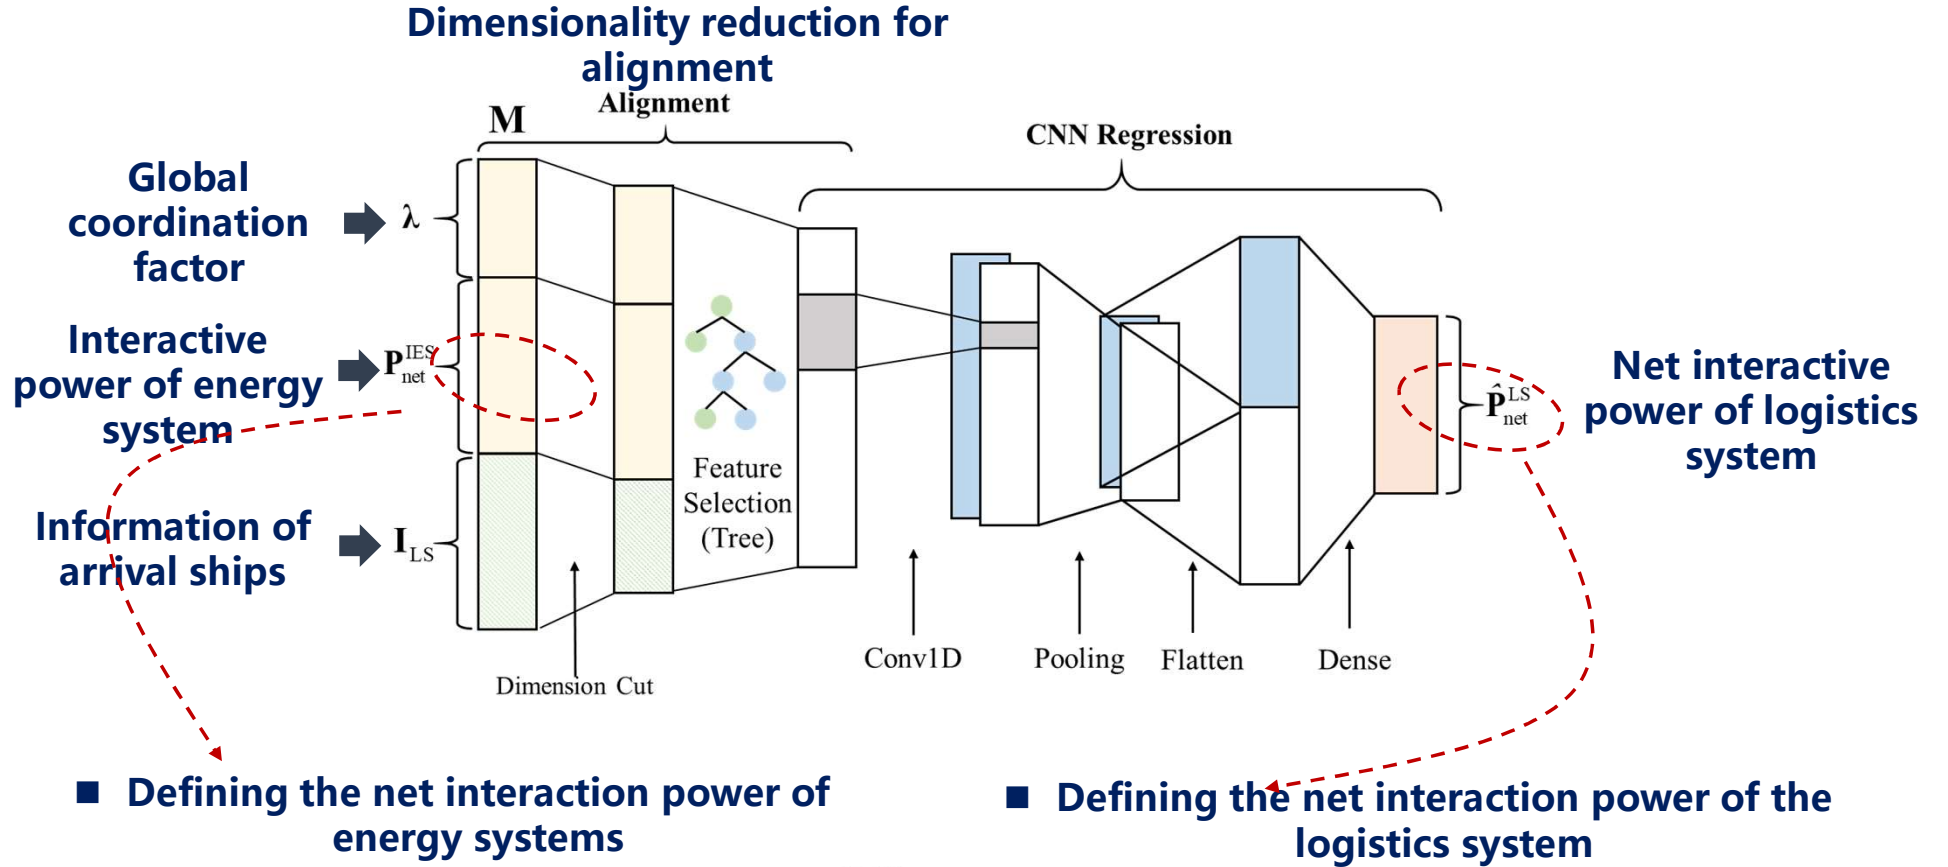 Dimensionality reduction for
alignment
Alignment
M
CNN Regression
Global
coordination
factor
λ
Interactive
power of energy
system
P_net^IES
Information of
arrival ships
I_LS
Feature
Selection
(Tree)
Dimension Cut
Conv1D
Pooling
Flatten
Dense
P̂_net^LS
Net interactive
power of logistics
system
■ Defining the net interaction power of
energy systems
■ Defining the net interaction power of the
logistics system